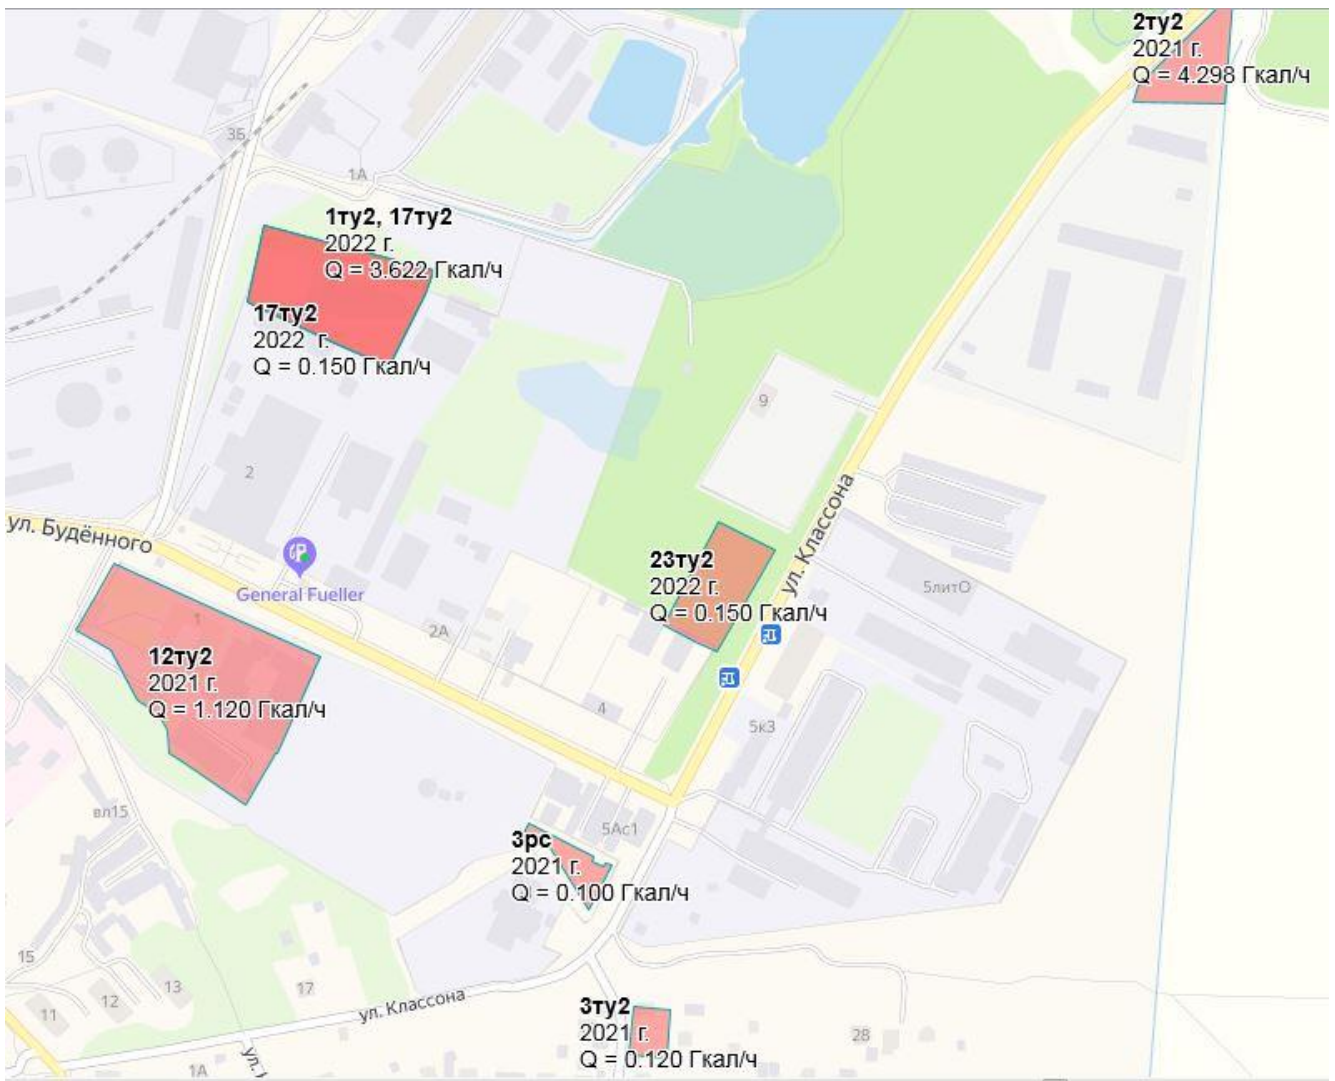 2ту2
2021 г.
Q = 4.298 Гкал/ч
3Б
1А
1ту2, 17ту2
2022 г.
Q = 3.622 Гкал/ч
17ту2
2022 г.
Q = 0.150 Гкал/ч
9
2
ул. Будённого
ул. Классона
General Fueller
23ту2
2022 г.
Q = 0.150 Гкал/ч
5литО
1
2А
12ту2
2021 г.
Q = 1.120 Гкал/ч
4
5к3
вл15
5Ас1
3рс
2021 г.
Q = 0.100 Гкал/ч
15
13
12
17
11
ул. Классона
3ту2
2021 г.
Q = 0.120 Гкал/ч
28
1А
ул.